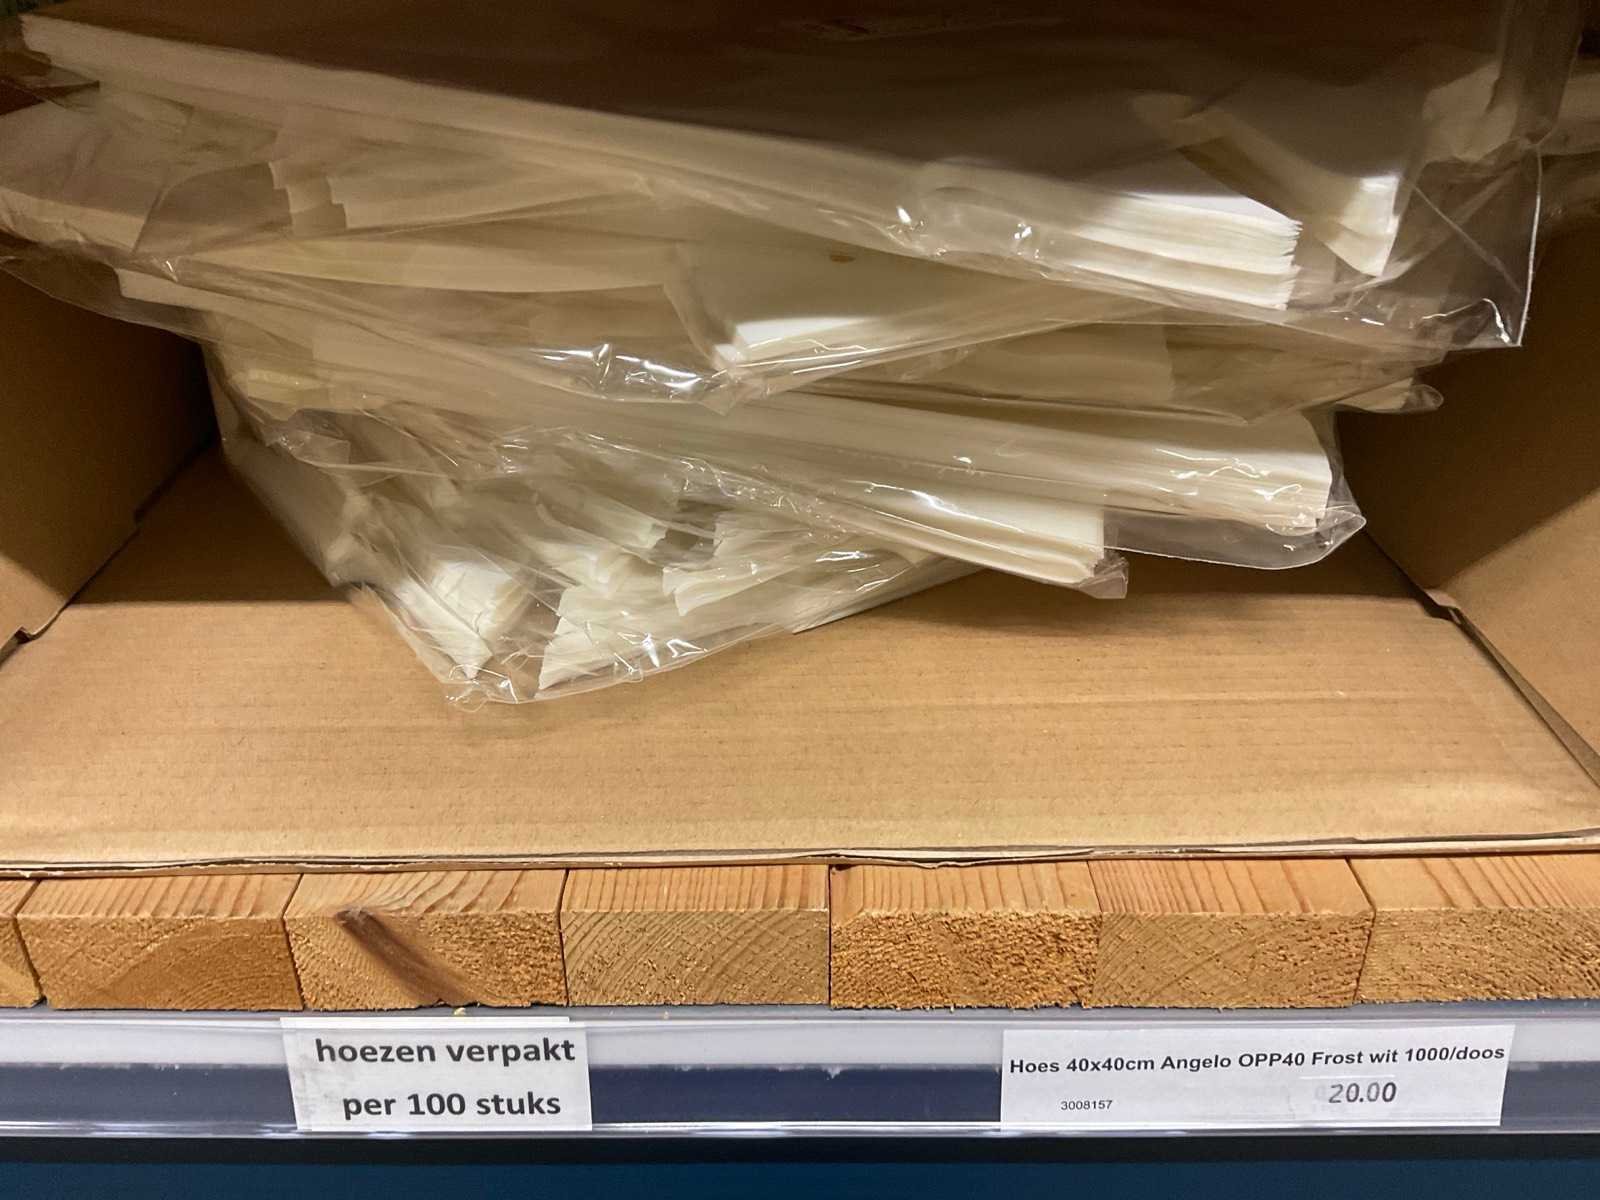 hoezen verpakt
per 100 stuks
Hoes 40x40cm Angelo OPP40 Frost wit 1000/doos
20.00
3008157